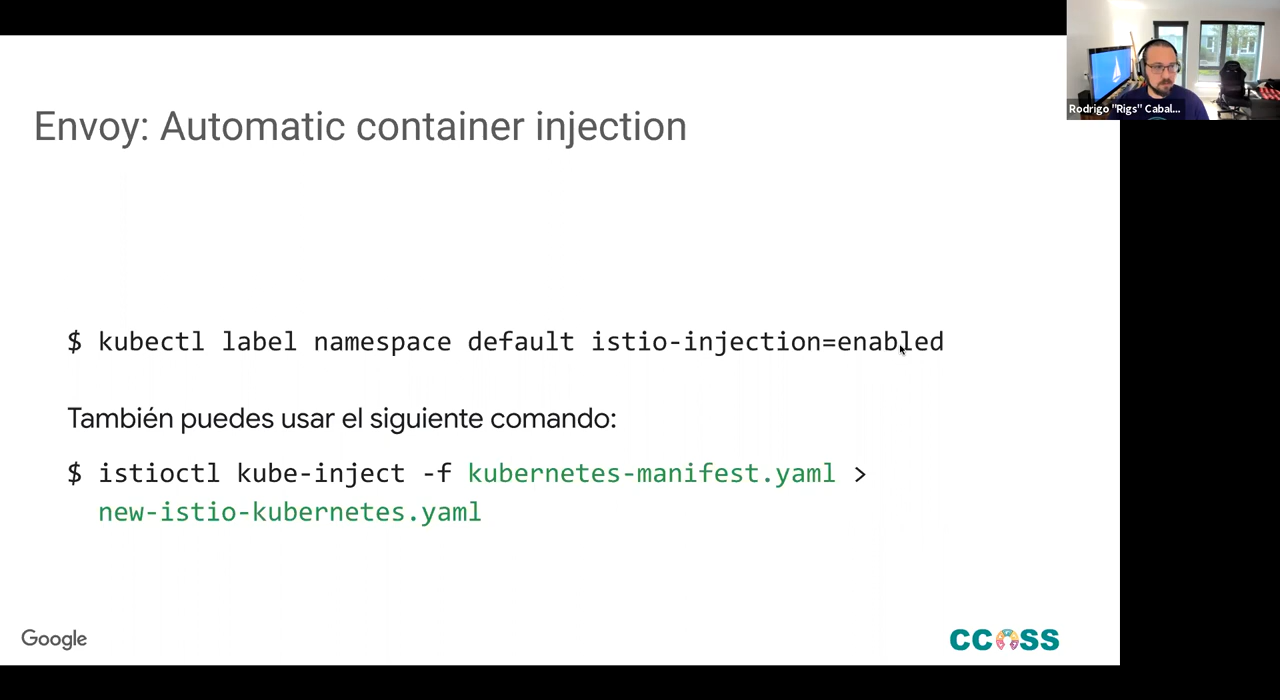 Rodrigo "Rigs" Cabal...
Envoy: Automatic container injection
$ kubectl label namespace default istio-injection=enabled
También puedes usar el siguiente comando:
$ istioctl kube-inject -f kubernetes-manifest.yaml >
new-istio-kubernetes.yaml
Google
CCOSS